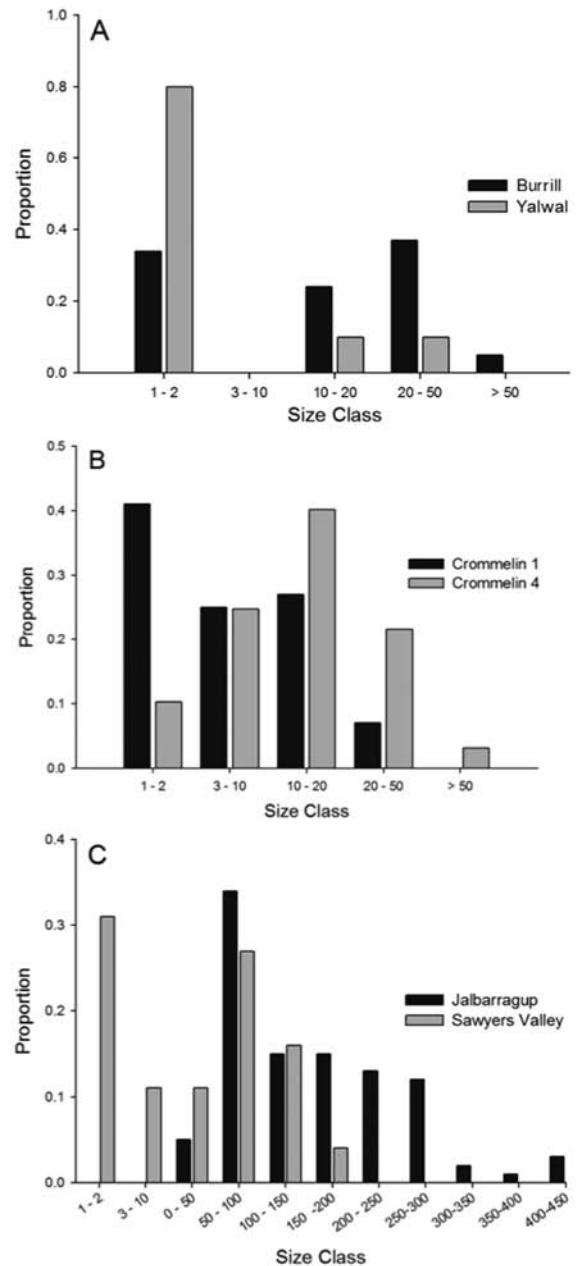 A
1.0
0.8
0.6
0.4
0.2
0.0
Proportion
Burrill
Yalwal
1 - 2
3 - 10
10 - 20
20 - 50
> 50
Size Class
B
0.5
0.4
0.3
0.2
0.1
0.0
Proportion
Crommelin 1
Crommelin 4
1 - 2
3 - 10
10 - 20
20 - 50
> 50
Size Class
C
0.4
0.3
0.2
0.1
0.0
Proportion
Jalbarragup
Sawyers Valley
1 - 2
3 - 10
0 - 50
50 - 100
100 - 150
150 -200
200 - 250
250-300
300-350
350-400
400-450
Size Class